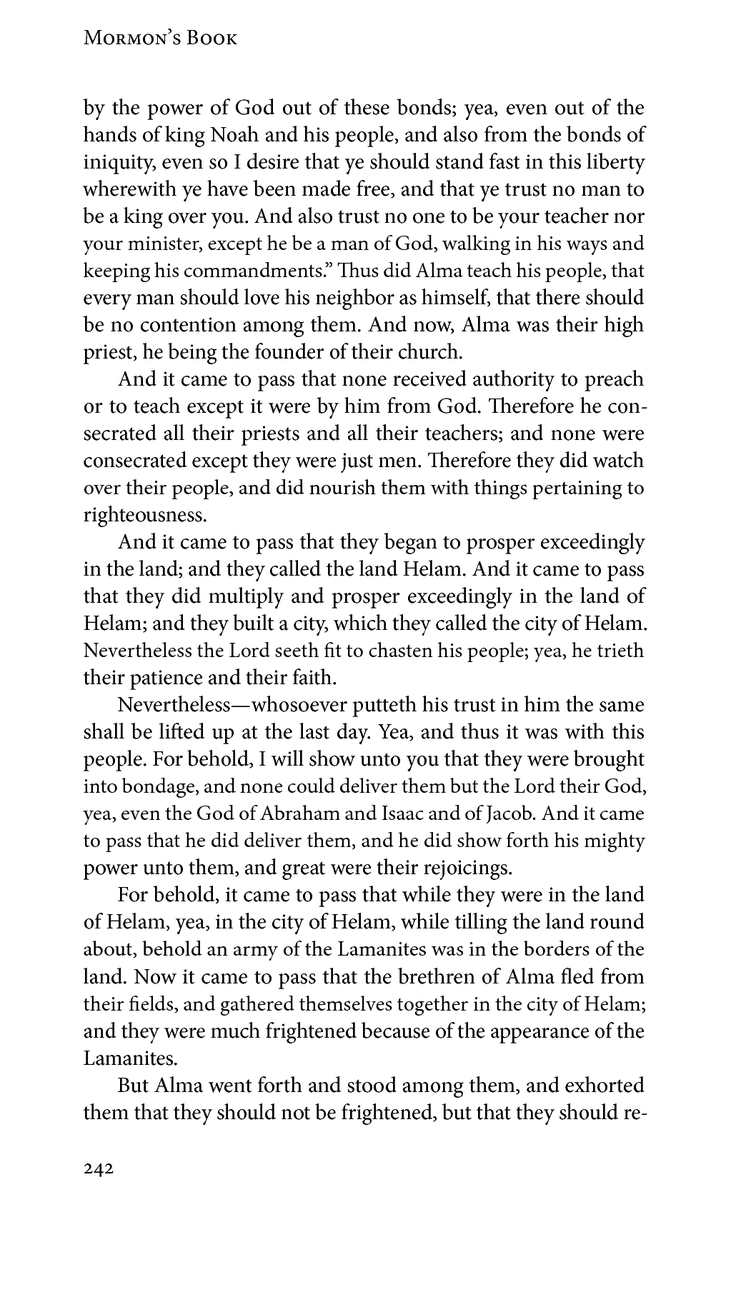 Mormon’s Book
by the power of God out of these bonds; yea, even out of the
hands of king Noah and his people, and also from the bonds of
iniquity, even so I desire that ye should stand fast in this liberty
wherewith ye have been made free, and that ye trust no man to
be a king over you. And also trust no one to be your teacher nor
your minister, except he be a man of God, walking in his ways and
keeping his commandments.” Thus did Alma teach his people, that
every man should love his neighbor as himself, that there should
be no contention among them. And now, Alma was their high
priest, he being the founder of their church.
And it came to pass that none received authority to preach
or to teach except it were by him from God. Therefore he con-
secrated all their priests and all their teachers; and none were
consecrated except they were just men. Therefore they did watch
over their people, and did nourish them with things pertaining to
righteousness.
And it came to pass that they began to prosper exceedingly
in the land; and they called the land Helam. And it came to pass
that they did multiply and prosper exceedingly in the land of
Helam; and they built a city, which they called the city of Helam.
Nevertheless the Lord seeth fit to chasten his people; yea, he trieth
their patience and their faith.
Nevertheless—whosoever putteth his trust in him the same
shall be lifted up at the last day. Yea, and thus it was with this
people. For behold, I will show unto you that they were brought
into bondage, and none could deliver them but the Lord their God,
yea, even the God of Abraham and Isaac and of Jacob. And it came
to pass that he did deliver them, and he did show forth his mighty
power unto them, and great were their rejoicings.
For behold, it came to pass that while they were in the land
of Helam, yea, in the city of Helam, while tilling the land round
about, behold an army of the Lamanites was in the borders of the
land. Now it came to pass that the brethren of Alma fled from
their fields, and gathered themselves together in the city of Helam;
and they were much frightened because of the appearance of the
Lamanites.
But Alma went forth and stood among them, and exhorted
them that they should not be frightened, but that they should re-
242